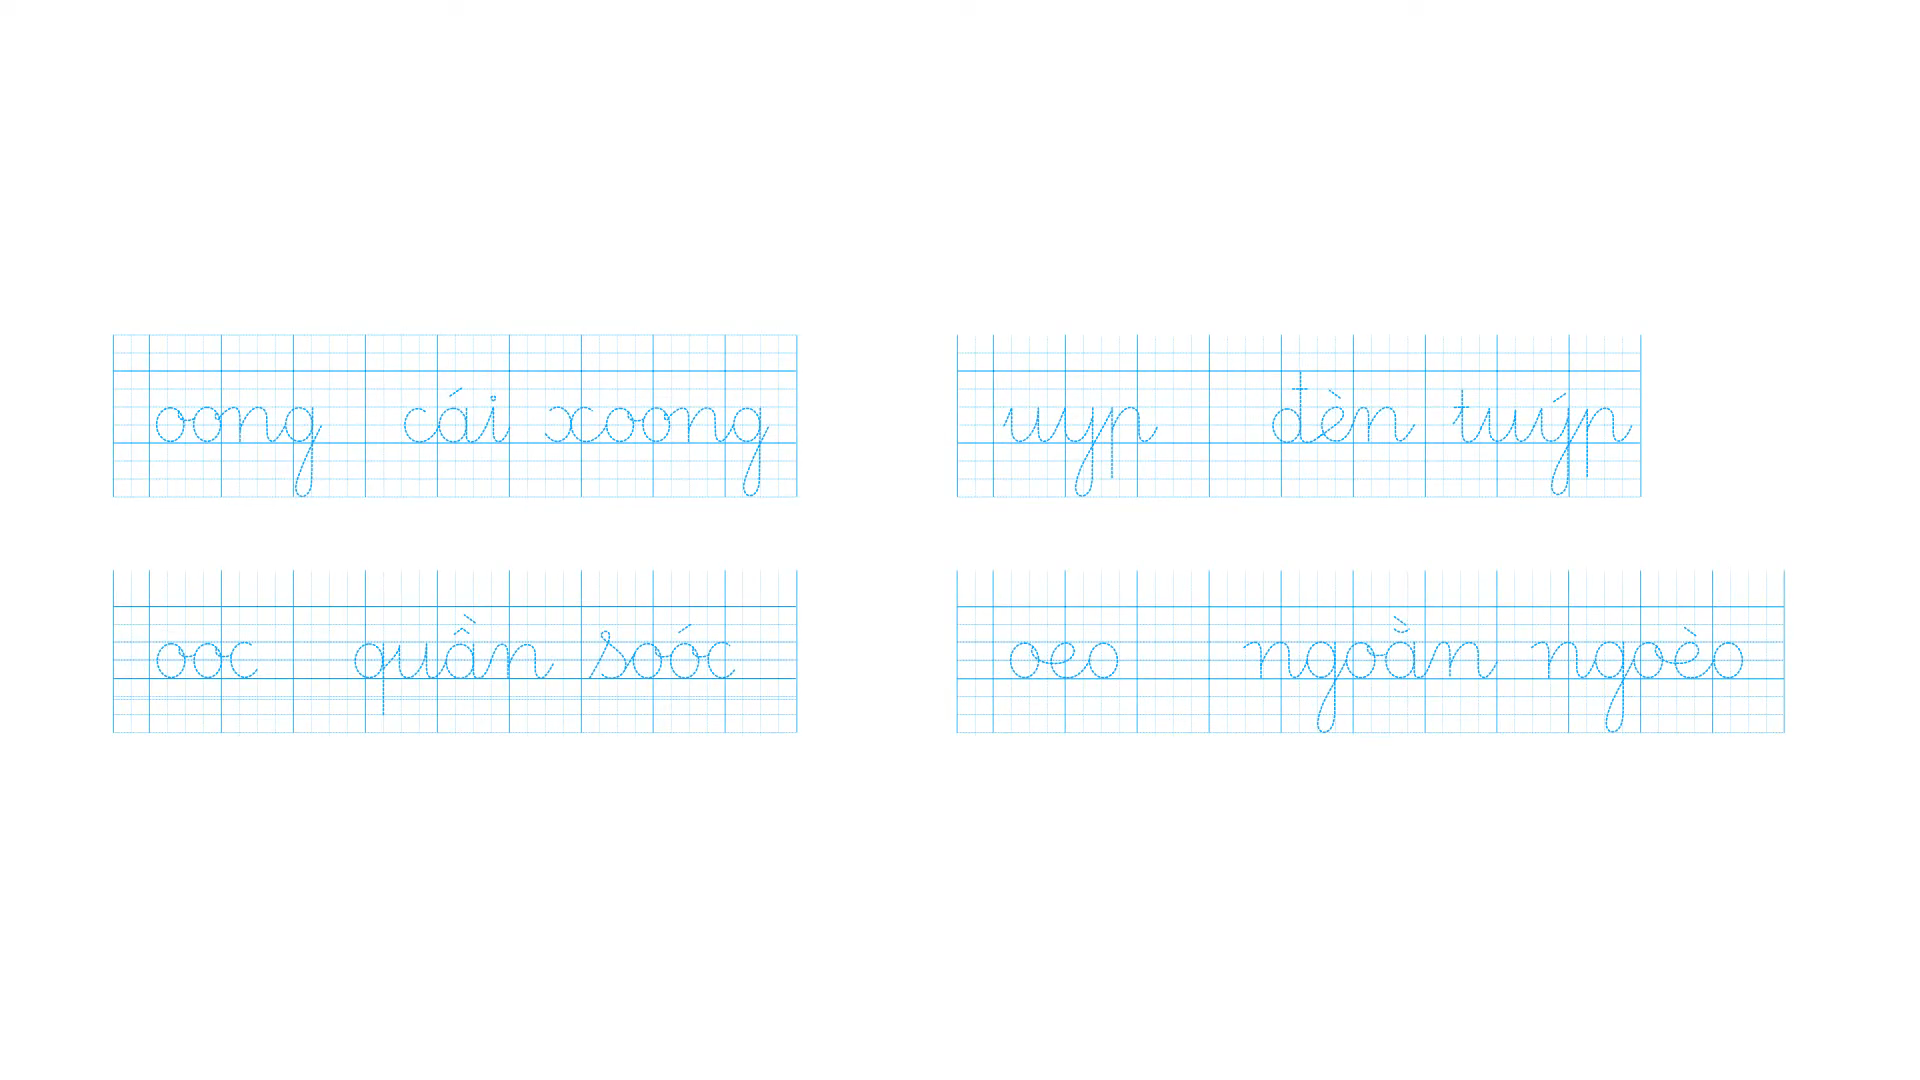 oong cái xoong
uyp đèn tuýp
ooc quần soóc
oeo ngoằn ngoèo